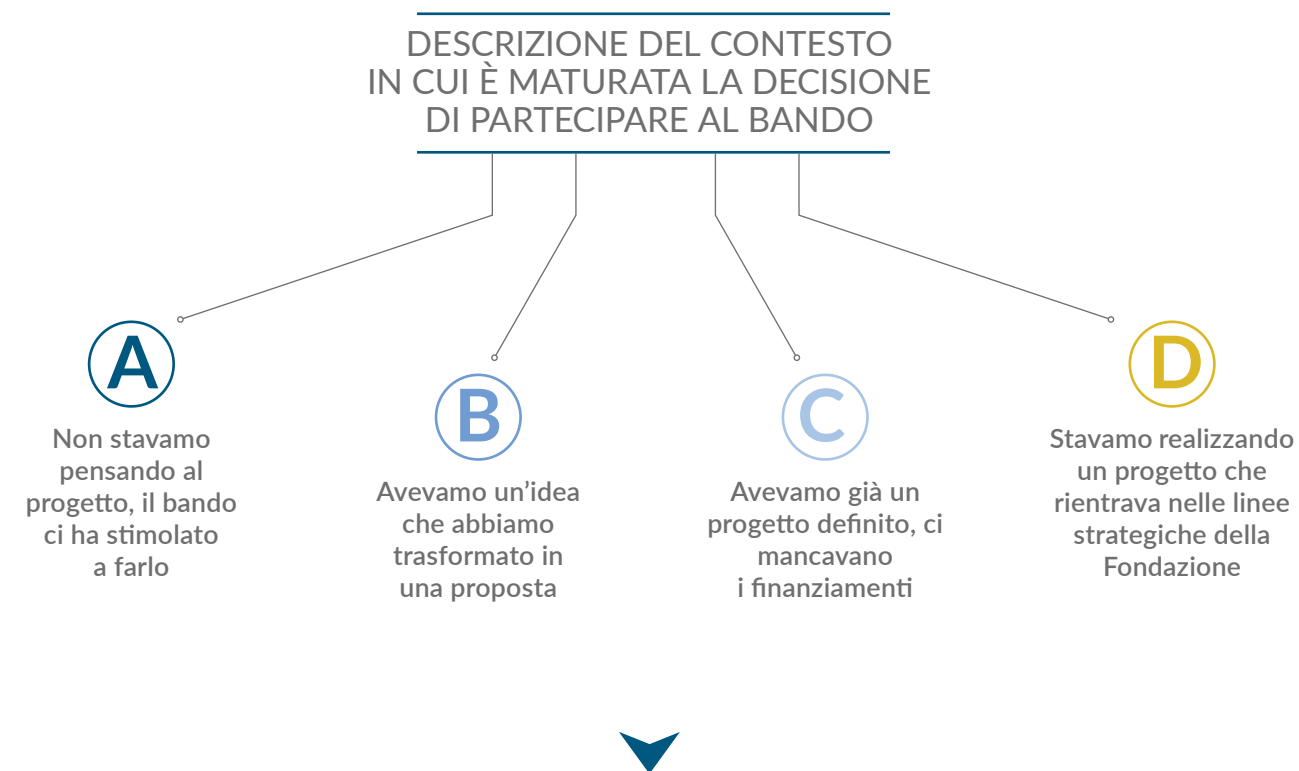 DESCRIZIONE DEL CONTESTO
IN CUI È MATURATA LA DECISIONE
DI PARTECIPARE AL BANDO
A
Non stavamo
pensando al
progetto, il bando
ci ha stimolato
a farlo
B
Avevamo un’idea
che abbiamo
trasformato in
una proposta
C
Avevamo già un
progetto definito, ci
mancavano
i finanziamenti
D
Stavamo realizzando
un progetto che
rientrava nelle linee
strategiche della
Fondazione